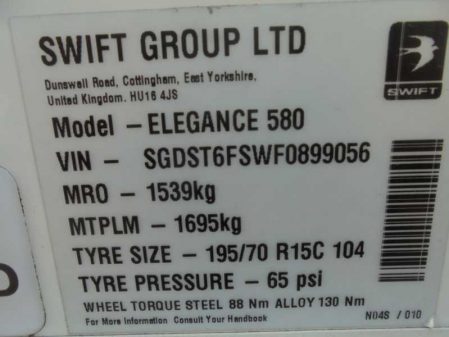 SWIFT GROUP LTD
Dunswell Road, Cottingham, East Yorkshire,
United Kingdom. HU16 4JS
SWIFT
Model – ELEGANCE 580
VIN – SGDST6FSWF0899056
MRO – 1539kg
MTPLM – 1695kg
TYRE SIZE – 195/70 R15C 104
TYRE PRESSURE – 65 psi
WHEEL TORQUE STEEL 88 Nm ALLOY 130 Nm
For More Information Consult Your Handbook
N04S / 010